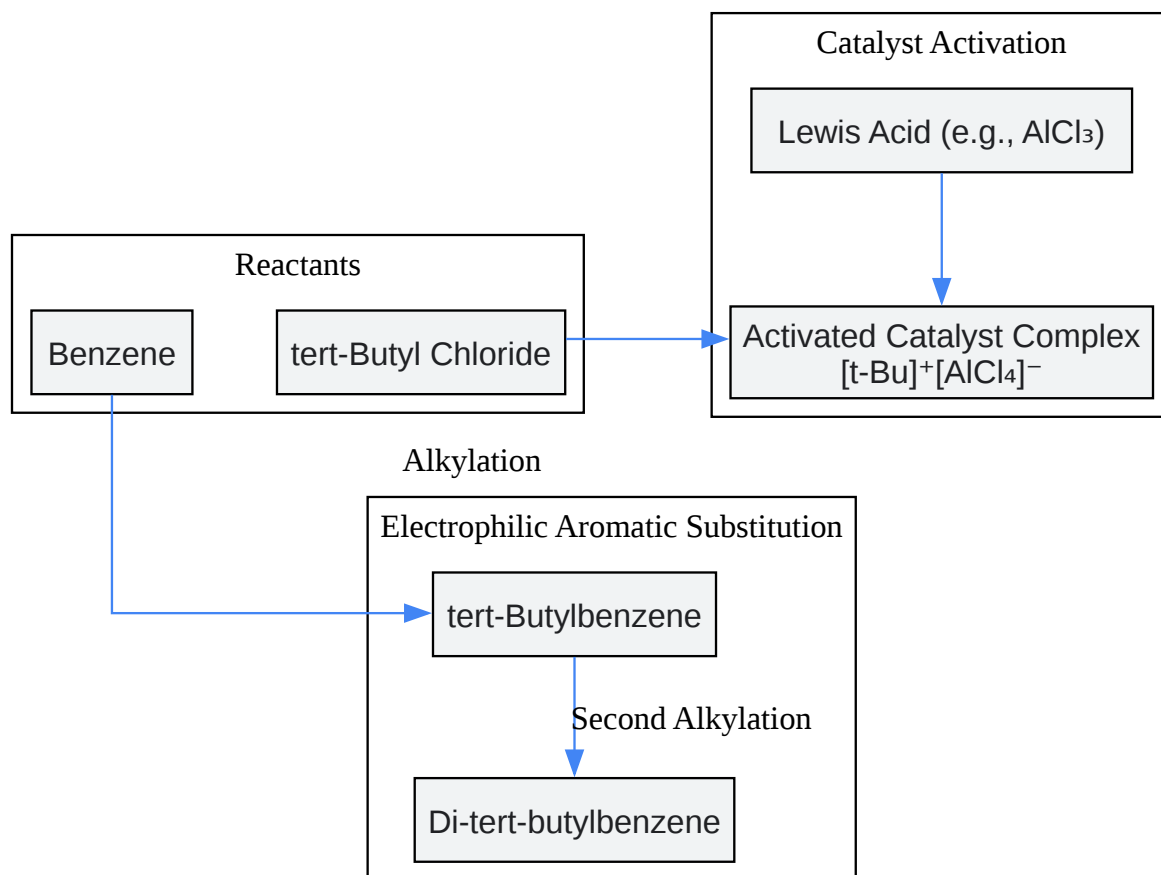 Catalyst Activation
Lewis Acid (e.g., AlCl₃)
Reactants
Benzene
tert-Butyl Chloride
Activated Catalyst Complex
[t-Bu]⁺[AlCl₄]⁻
Alkylation
Electrophilic Aromatic Substitution
tert-Butylbenzene
Second Alkylation
Di-tert-butylbenzene